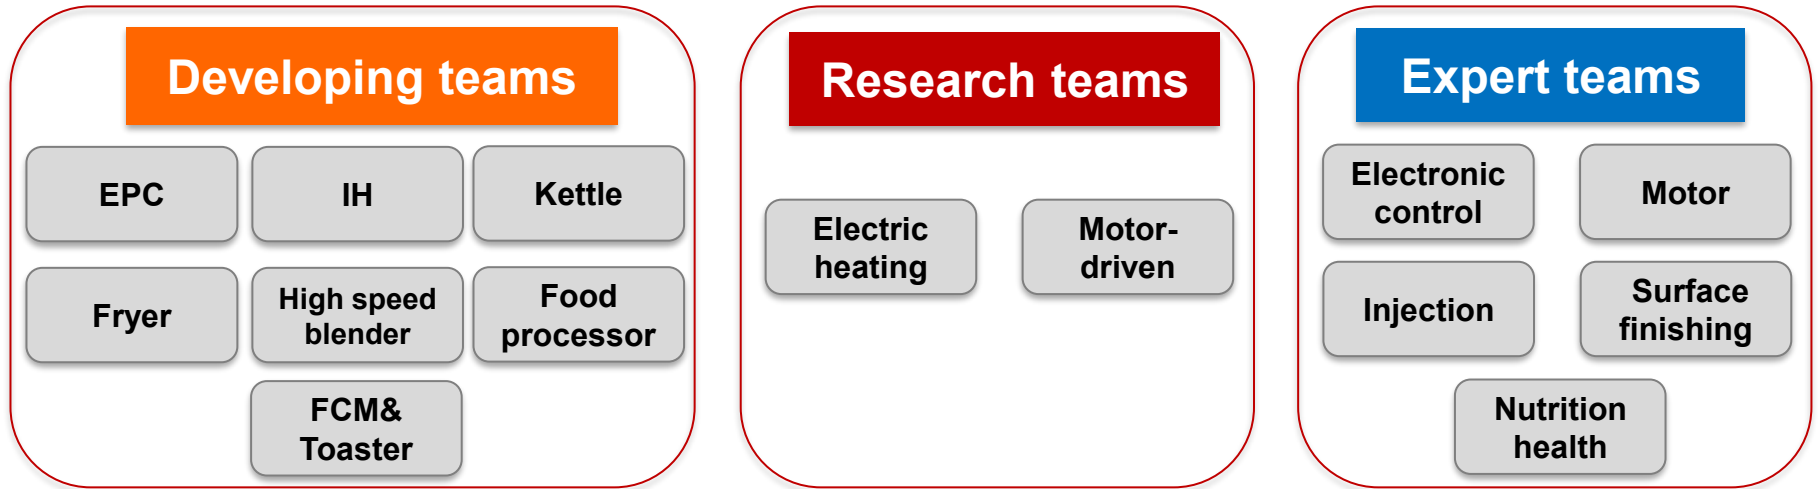 Developing teams
EPC
IH
Kettle
Fryer
High speed
blender
Food
processor
FCM&
Toaster
Research teams
Electric
heating
Motor-
driven
Expert teams
Electronic
control
Motor
Injection
Surface
finishing
Nutrition
health